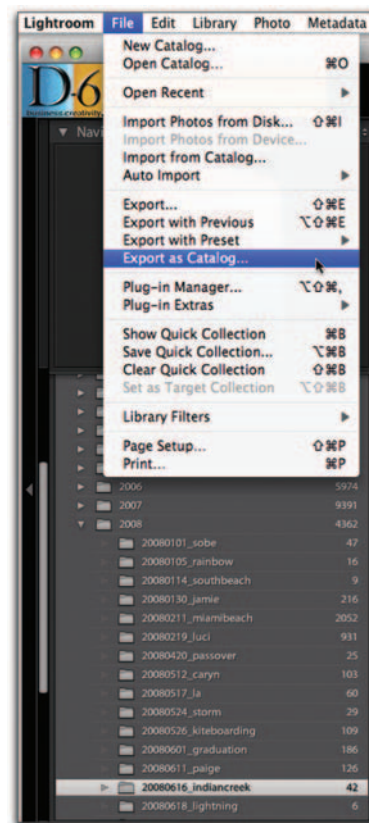 Lightroom File Edit Library Photo Metadata
D-6
business.creativity.
Navi
New Catalog...
Open Catalog... ⌘O
Open Recent ▶
Import Photos from Disk... ⇧⌘I
Import Photos from Device...
Import from Catalog...
Auto Import ▶
Export... ⇧⌘E
Export with Previous ⌥⇧⌘E
Export with Preset ▶
Export as Catalog...
Plug-in Manager... ⌥⇧⌘,
Plug-in Extras ▶
Show Quick Collection ⌘B
Save Quick Collection... ⌥⌘B
Clear Quick Collection ⇧⌘B
Set as Target Collection ⌥⇧⌘B
Library Filters ▶
Page Setup... ⇧⌘P
Print... ⌘P
2006 5974
2007 9391
2008 4362
20080101_sobe 47
20080105_rainbow 16
20080114_southbeach 9
20080130_jamie 216
20080211_miamibeach 2052
20080219_luci 931
20080420_passover 25
20080512_caryn 103
20080517_la 60
20080524_storm 29
20080526_kiteboarding 109
20080601_graduation 186
20080611_paige 126
20080616_indiancreek 42
20080618_lightning 6